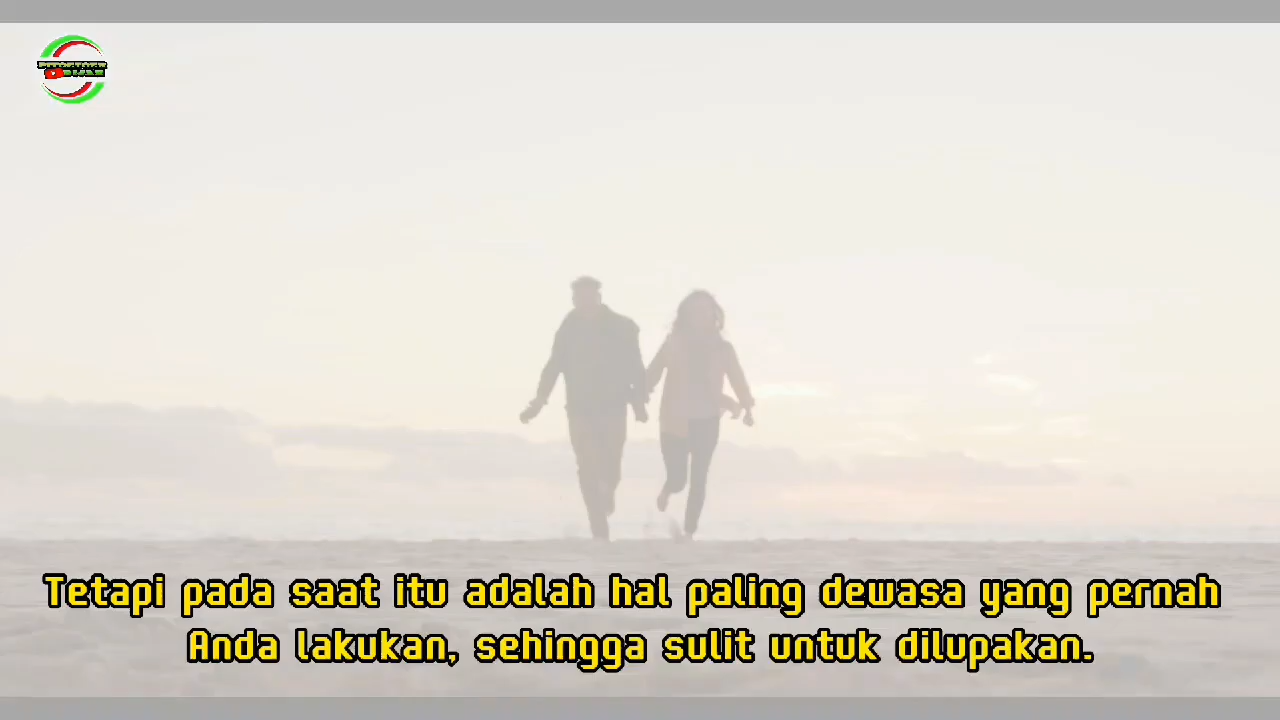 Tetapi pada saat itu adalah hal paling dewasa yang pernah
Anda lakukan, sehingga sulit untuk dilupakan.